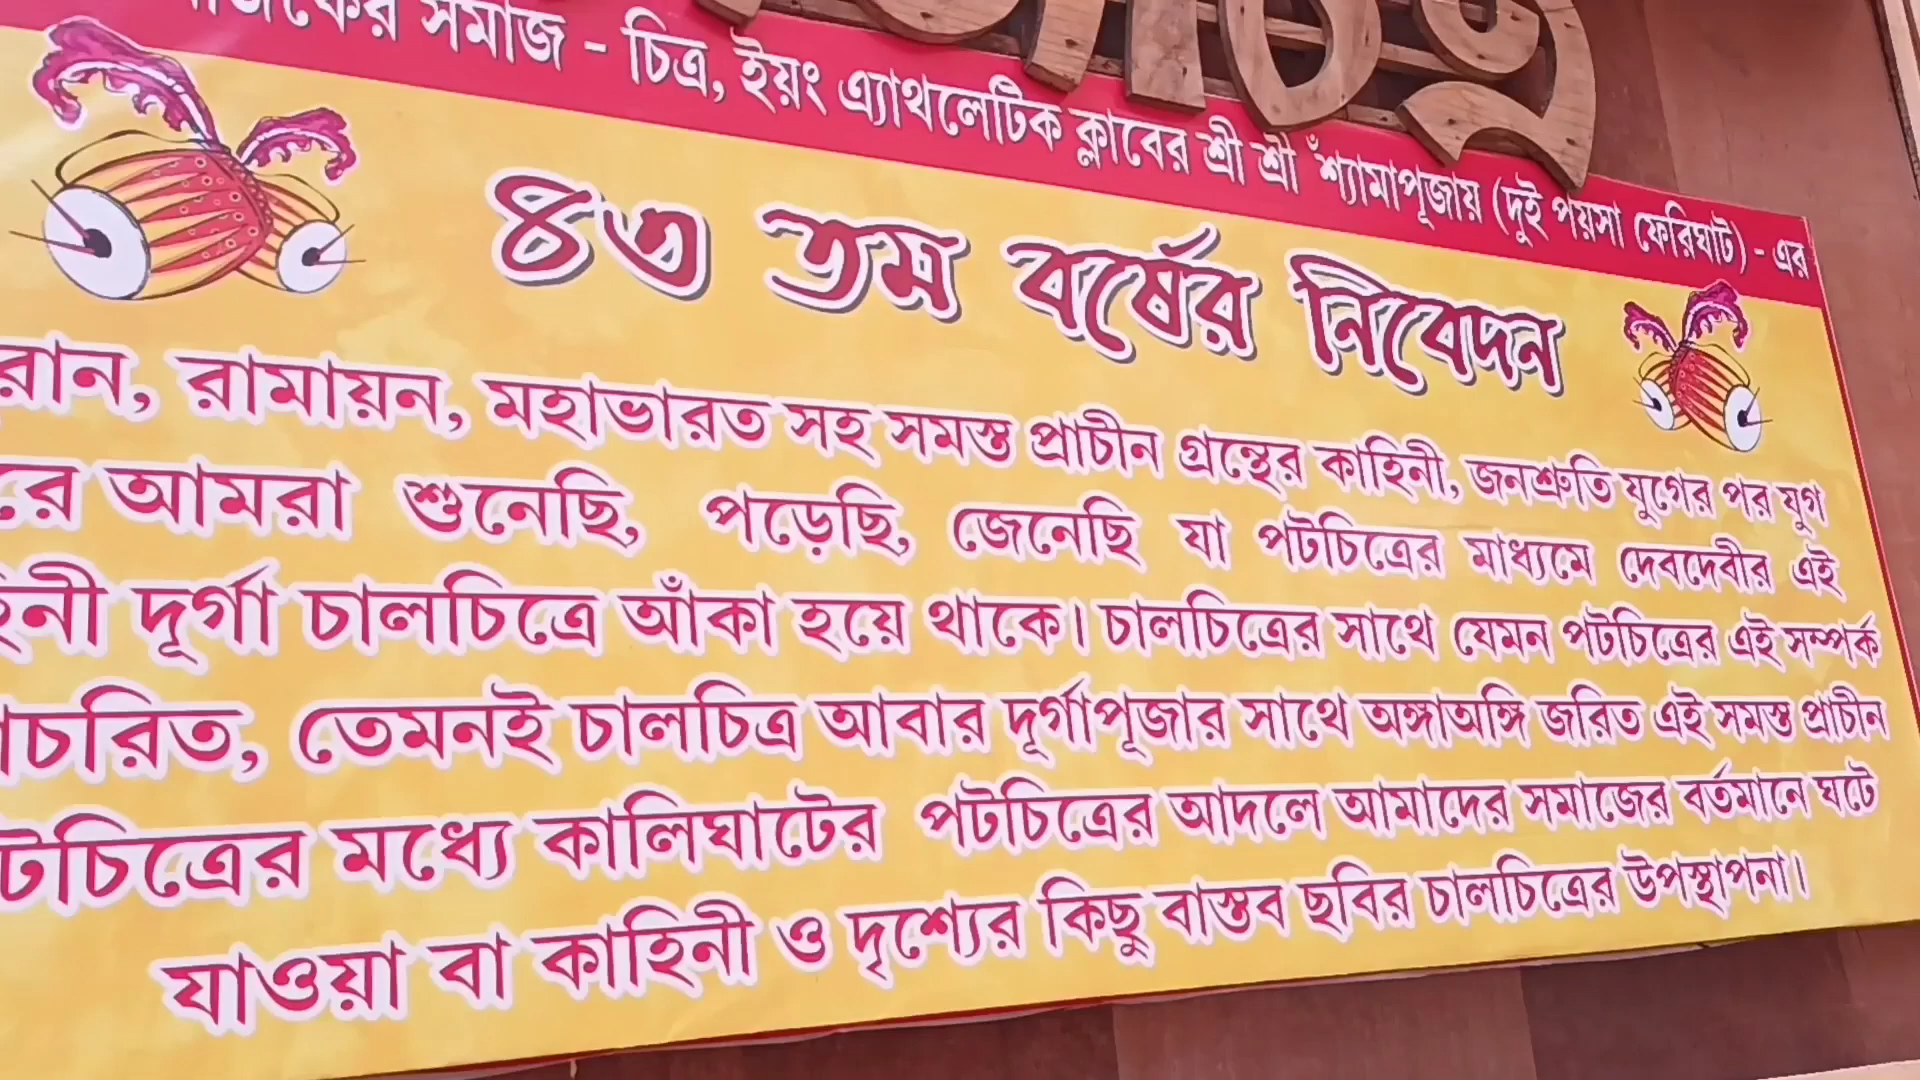 সমাজ - চিত্র, ইয়ং এ্যাথলেটিক ক্লাবের শ্রী শ্রী ঁশ্যামাপূজায় (দুই পয়সা ফেরিঘাট) - এর
৪৩ তম বর্ষের নিবেদন
রামায়ন, মহাভারত সহ সমস্ত প্রাচীন গ্রন্থের কাহিনী, জনশ্রুতি যুগের পর যুগ
আমরা শুনেছি, পড়েছি, জেনেছি যা পটচিত্রের মাধ্যমে দেবদেবীর এই
দূর্গা চালচিত্রে আঁকা হয়ে থাকে। চালচিত্রের সাথে যেমন পটচিত্রের এই সম্পর্ক
তেমনই চালচিত্র আবার দূর্গাপূজার সাথে অঙ্গাঅঙ্গি জরিত এই সমস্ত প্রাচীন
মধ্যে কালিঘাটের পটচিত্রের আদলে আমাদের সমাজের বর্তমানে ঘটে
যাওয়া বা কাহিনী ও দৃশ্যের কিছু বাস্তব ছবির চালচিত্রের উপস্থাপনা।